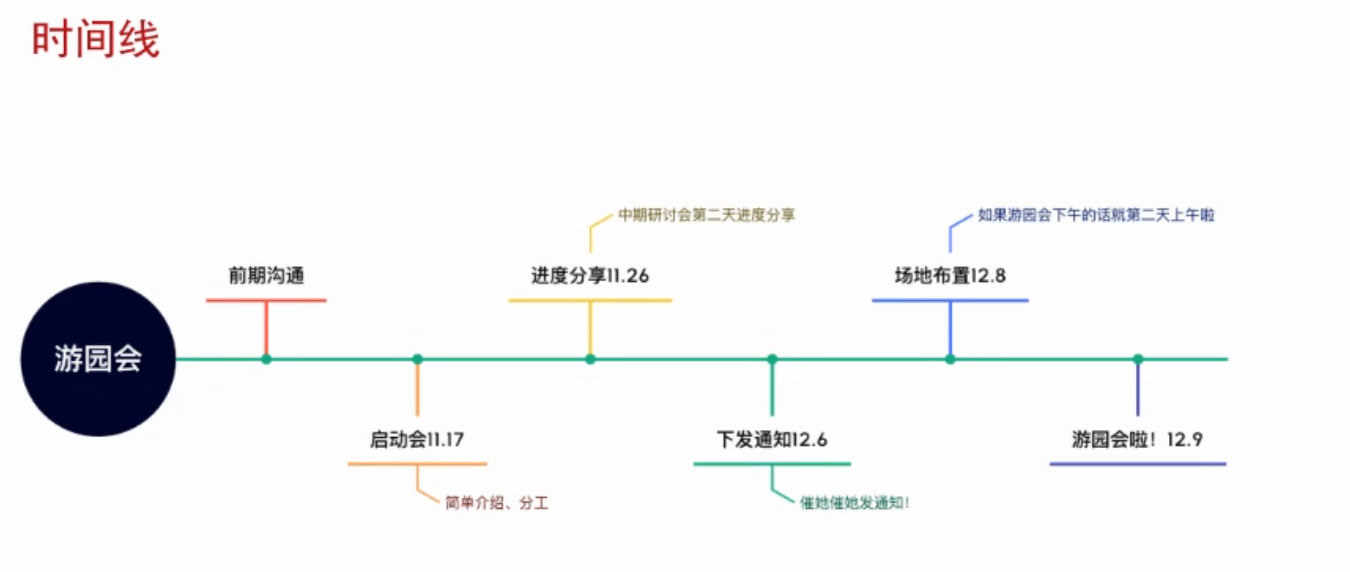 时间线
游园会
前期沟通
启动会11.17
简单介绍、分工
中期研讨会第二天进度分享
进度分享11.26
下发通知12.6
催她催她发通知!
如果游园会下午的话就第二天上午啦
场地布置12.8
游园会啦！12.9